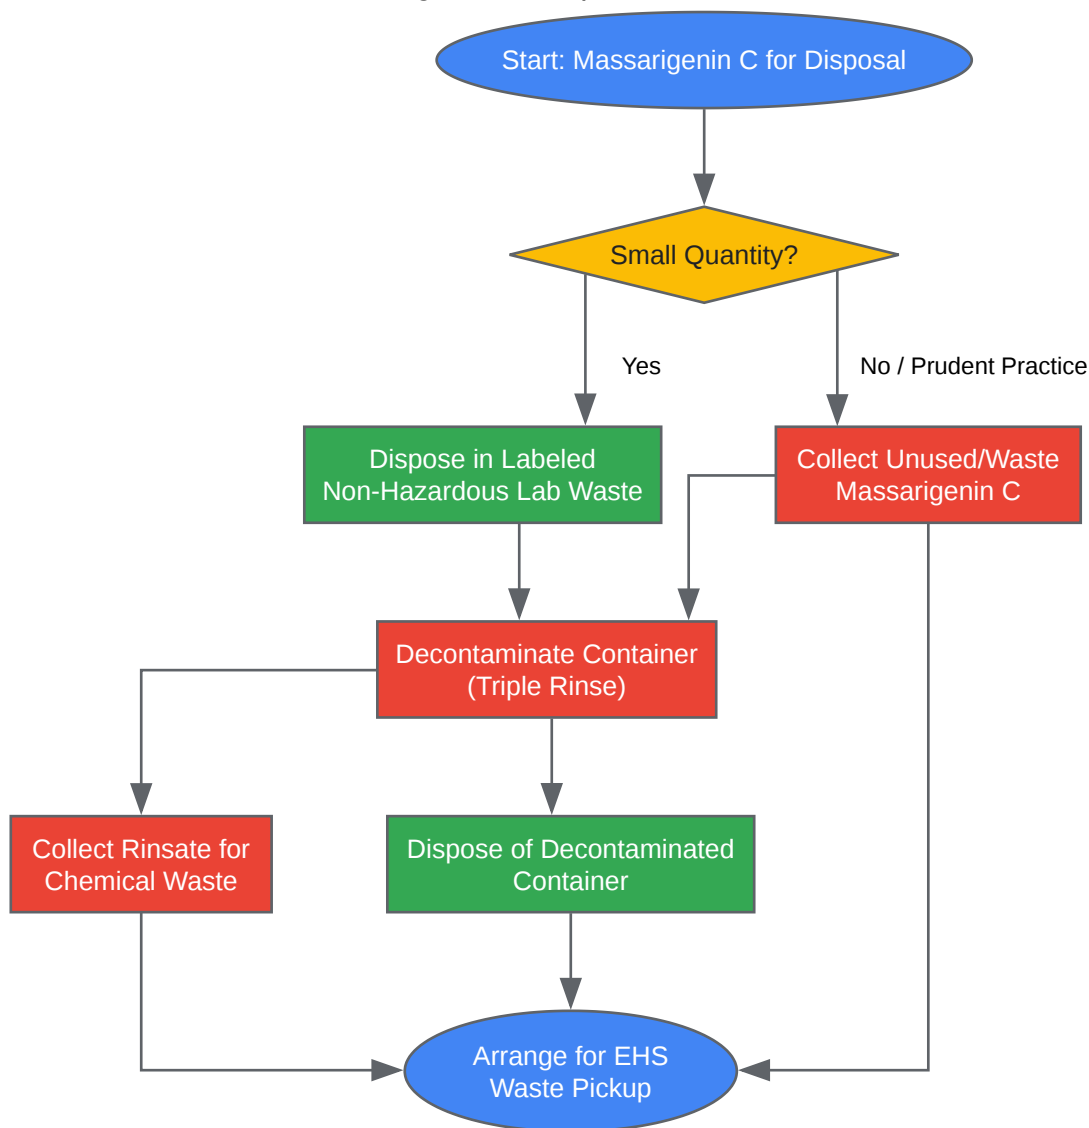 Start: Massarigenin C for Disposal
Small Quantity?
Yes
No / Prudent Practice
Dispose in Labeled
Non-Hazardous Lab Waste
Collect Unused/Waste
Massarigenin C
Decontaminate Container
(Triple Rinse)
Collect Rinsate for
Chemical Waste
Dispose of Decontaminated
Container
Arrange for EHS
Waste Pickup